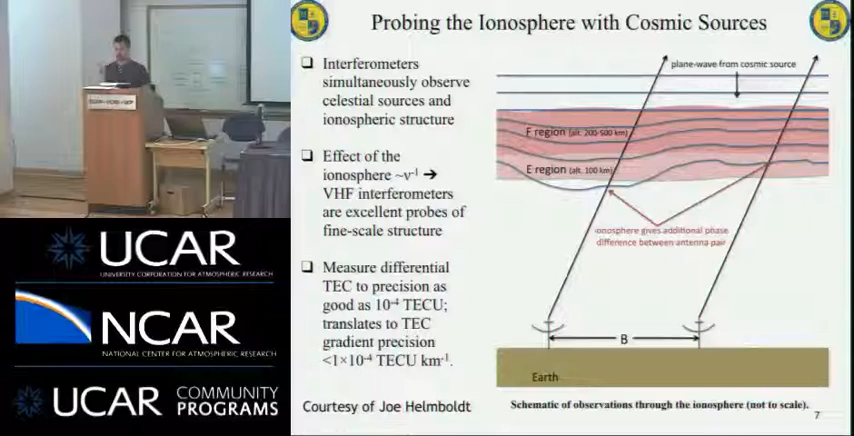 Probing the Ionosphere with Cosmic Sources
Interferometers
simultaneously observe
celestial sources and
ionospheric structure
Effect of the
ionosphere ~ν-1 ➔
VHF interferometers
are excellent probes of
fine-scale structure
Measure differential
TEC to precision as
good as 10-4 TECU;
translates to TEC
gradient precision
<1×10-4 TECU km-1.
Courtesy of Joe Helmboldt
plane-wave from cosmic source
F region (alt. 200-500 km)
E region (alt. 100 km)
ionosphere gives additional phase
difference between antenna pair
B
Earth
Schematic of observations through the ionosphere (not to scale).
7
UCAR
UNIVERSITY CORPORATION FOR ATMOSPHERIC RESEARCH
NCAR
NATIONAL CENTER FOR ATMOSPHERIC RESEARCH
UCAR
COMMUNITY
PROGRAMS